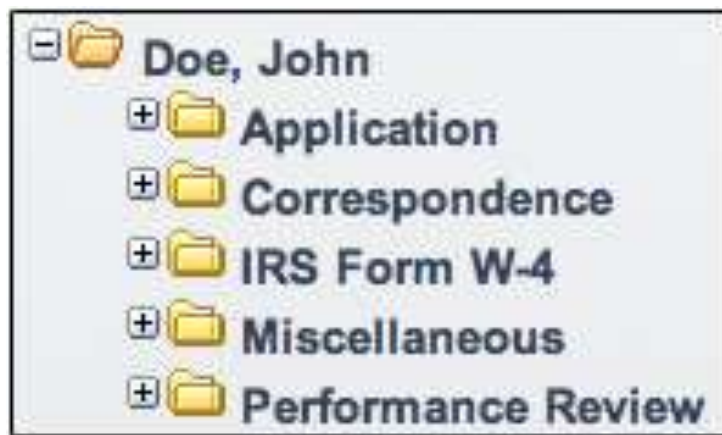 Doe, John
Application
Correspondence
IRS Form W-4
Miscellaneous
Performance Review